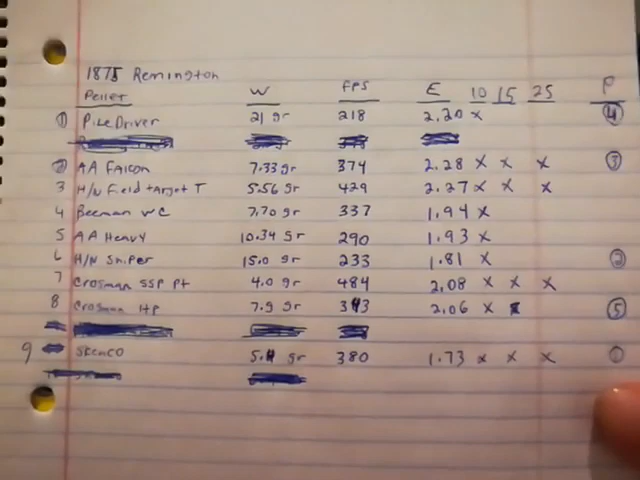 1875 Remington
Pellet W FPS E 10 15 25 P
① PileDriver 21 gr 218 2.20 x ④
② AA Falcon 7.33 gr 374 2.28 x x x ③
3 H/N Field target T 5.56 gr 429 2.27 x x x
4 Beeman WC 7.70 gr 337 1.94 x
5 AA Heavy 10.34 gr 290 1.93 x
6 H/N Sniper 15.0 gr 233 1.81 x ②
7 Crosman SSP Pt 4.0 gr 484 2.08 x x x
8 Crosman HP 7.9 gr 343 2.06 x x ⑤
9 Skenco 5.4 gr 380 1.73 x x x ①